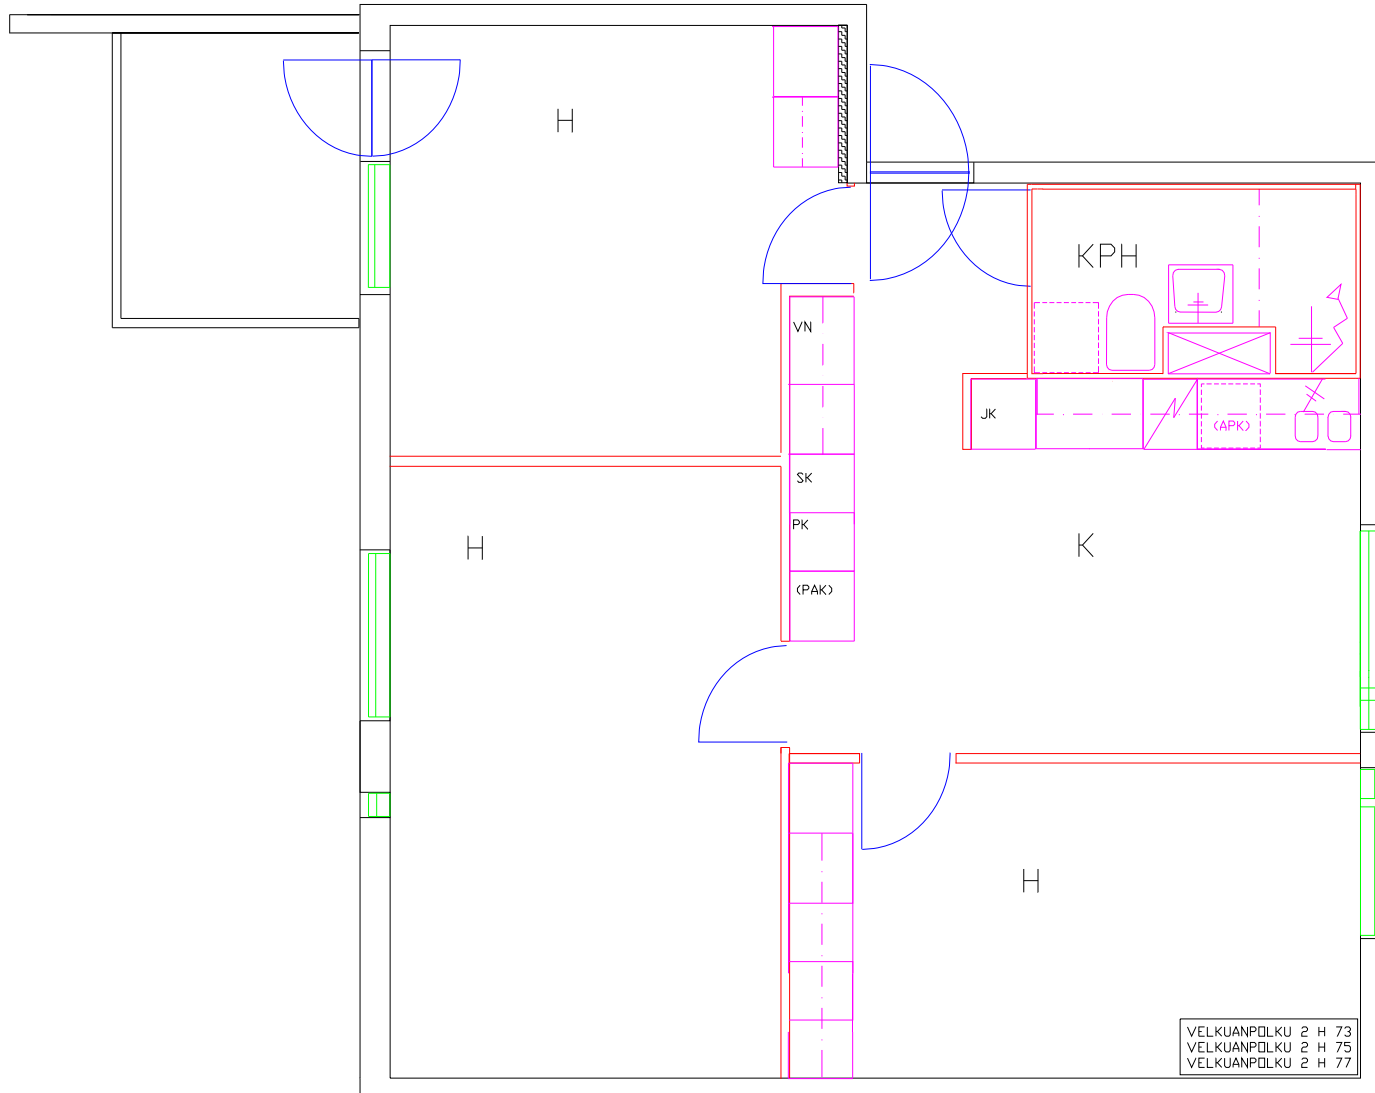 H
KPH
VN
JK
(APK)
SK
PK
H
K
(PAK)
H
VELKUANPOLKU 2 H 73
VELKUANPOLKU 2 H 75
VELKUANPOLKU 2 H 77